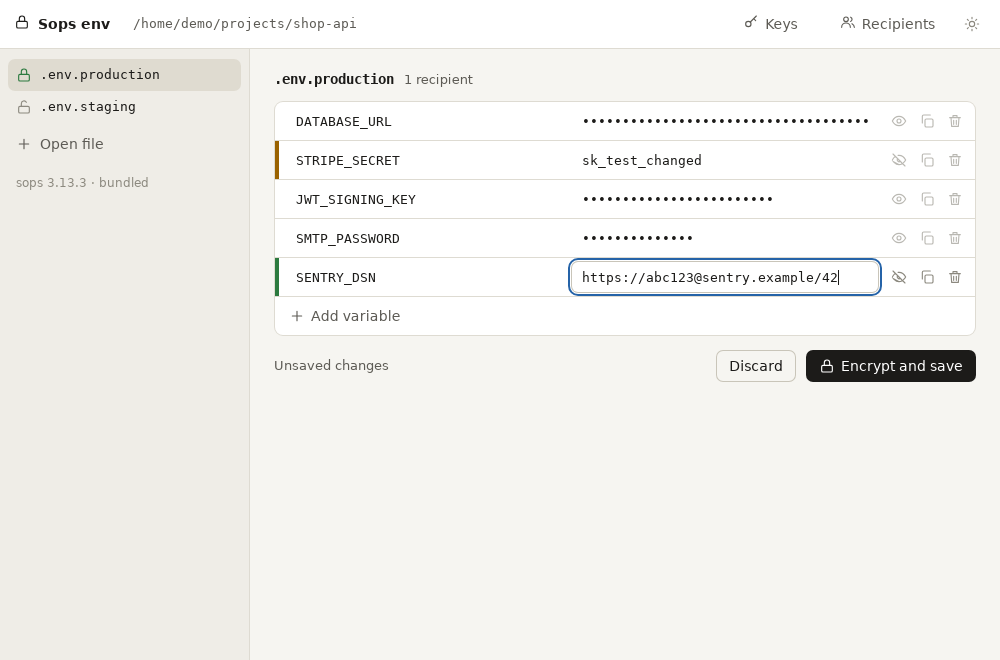 Sops env /home/demo/projects/shop-api Keys Recipients
.env.production
.env.staging
Open file
sops 3.13.3 · bundled
.env.production 1 recipient
DATABASE_URL ••••••••••••••••••••••••••••••••••••
STRIPE_SECRET sk_test_changed
JWT_SIGNING_KEY ••••••••••••••••••••••••
SMTP_PASSWORD ••••••••••••••
SENTRY_DSN https://abc123@sentry.example/42
Add variable
Unsaved changes Discard Encrypt and save